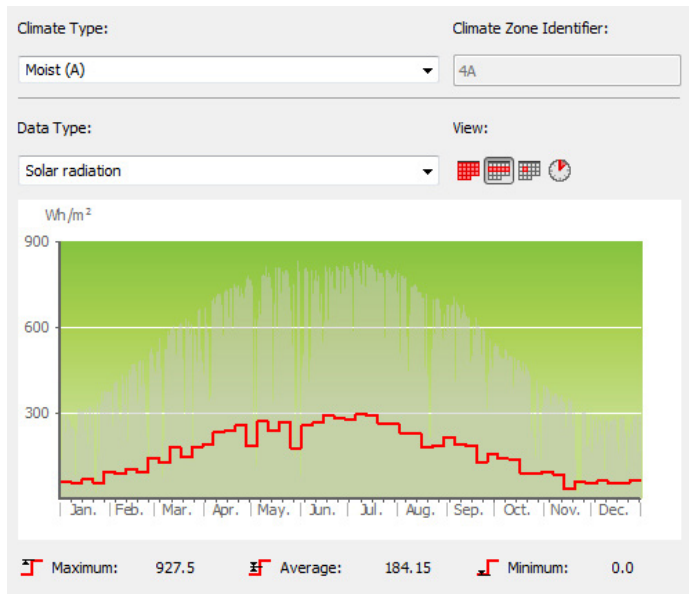 Climate Type: Climate Zone Identifier:
Moist (A) 4A
Data Type: View:
Solar radiation
Wh/m²
900
600
300
Jan. Feb. Mar. Apr. May. Jun. Jul. Aug. Sep. Oct. Nov. Dec.
Maximum: 927.5 Average: 184.15 Minimum: 0.0